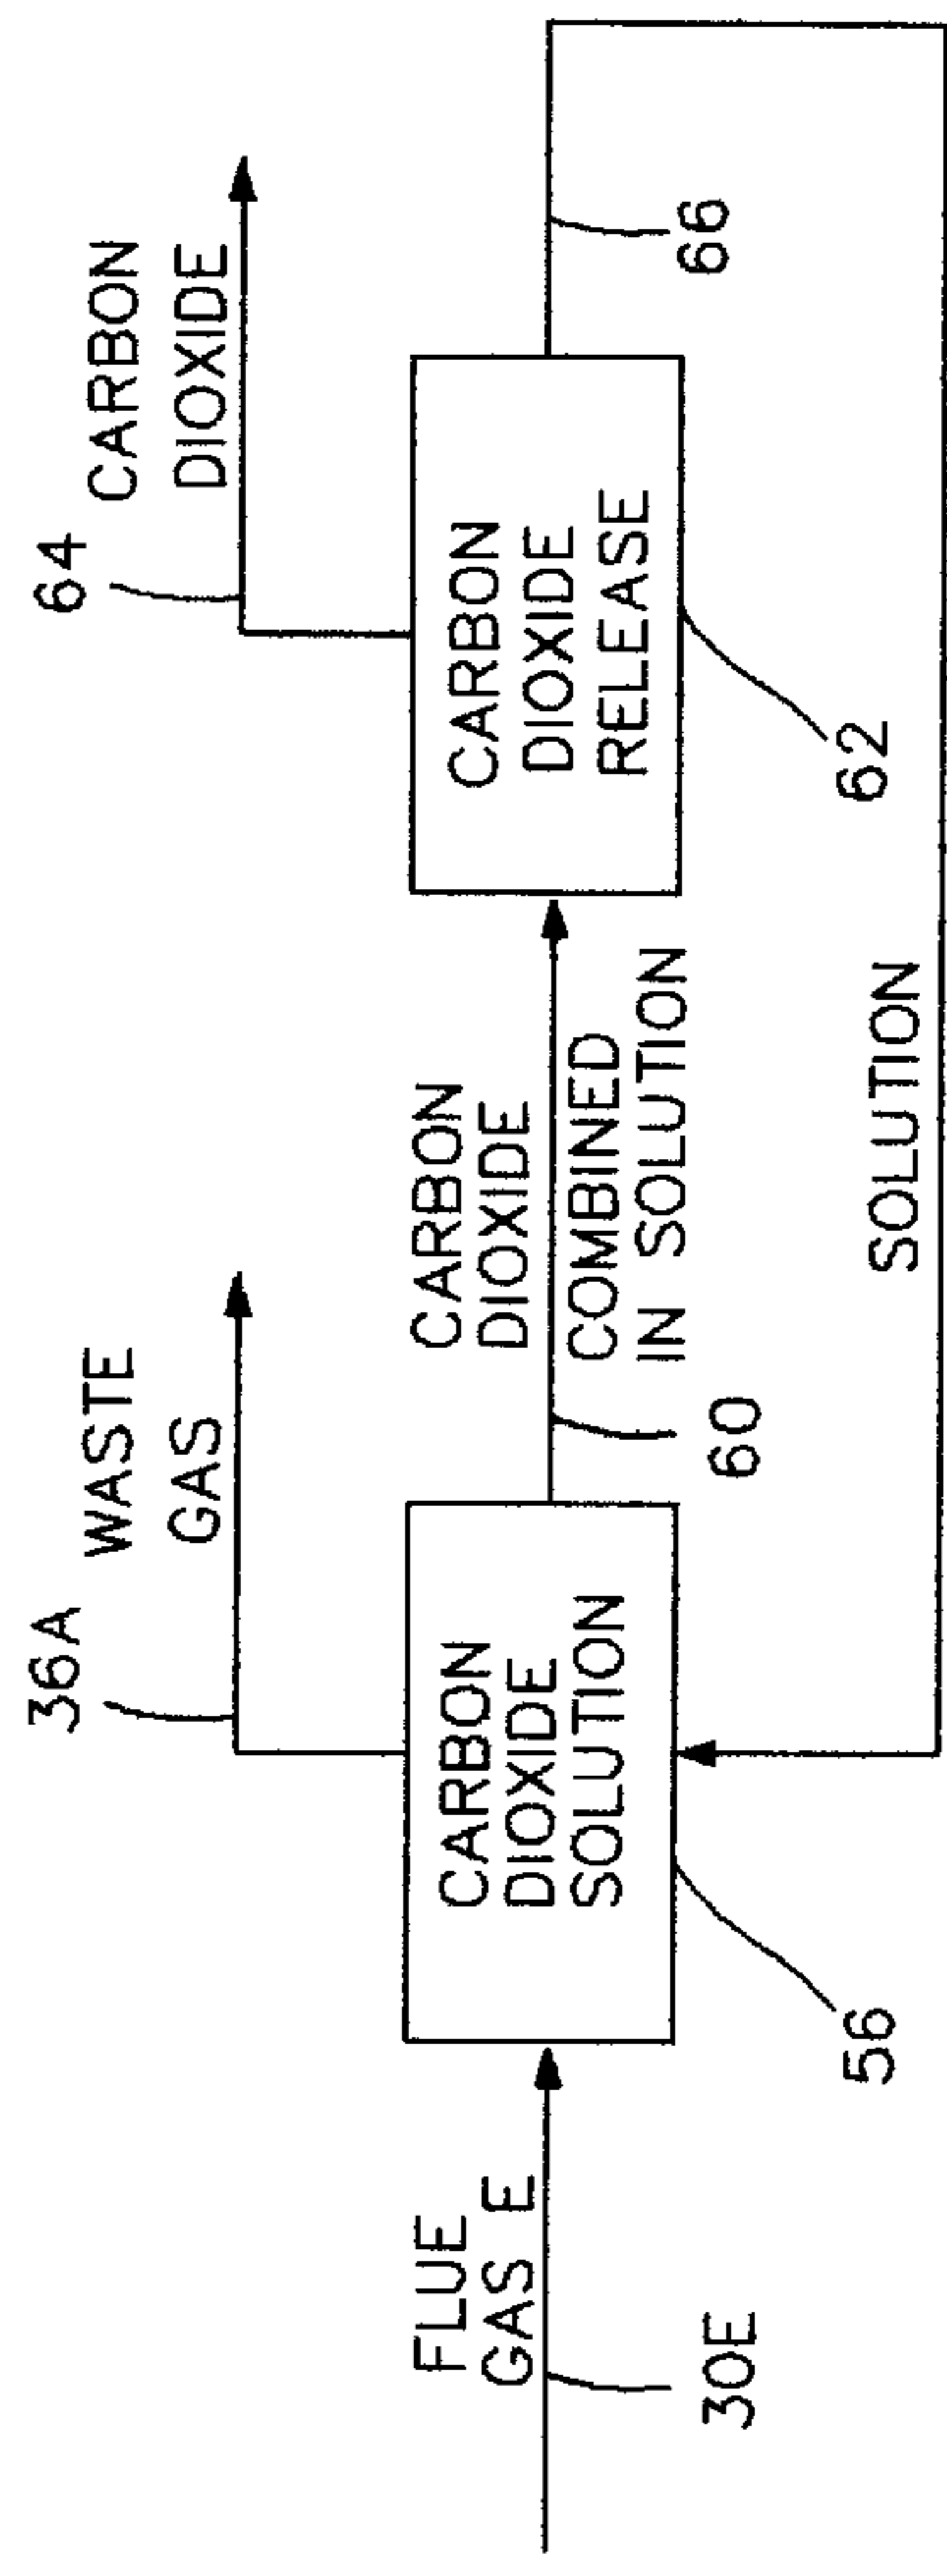 36A
WASTE
GAS
64
CARBON
DIOXIDE
FLUE
GAS E
30E
CARBON
DIOXIDE
SOLUTION
56
CARBON
DIOXIDE
COMBINED
IN SOLUTION
60
CARBON
DIOXIDE
RELEASE
62
66
SOLUTION